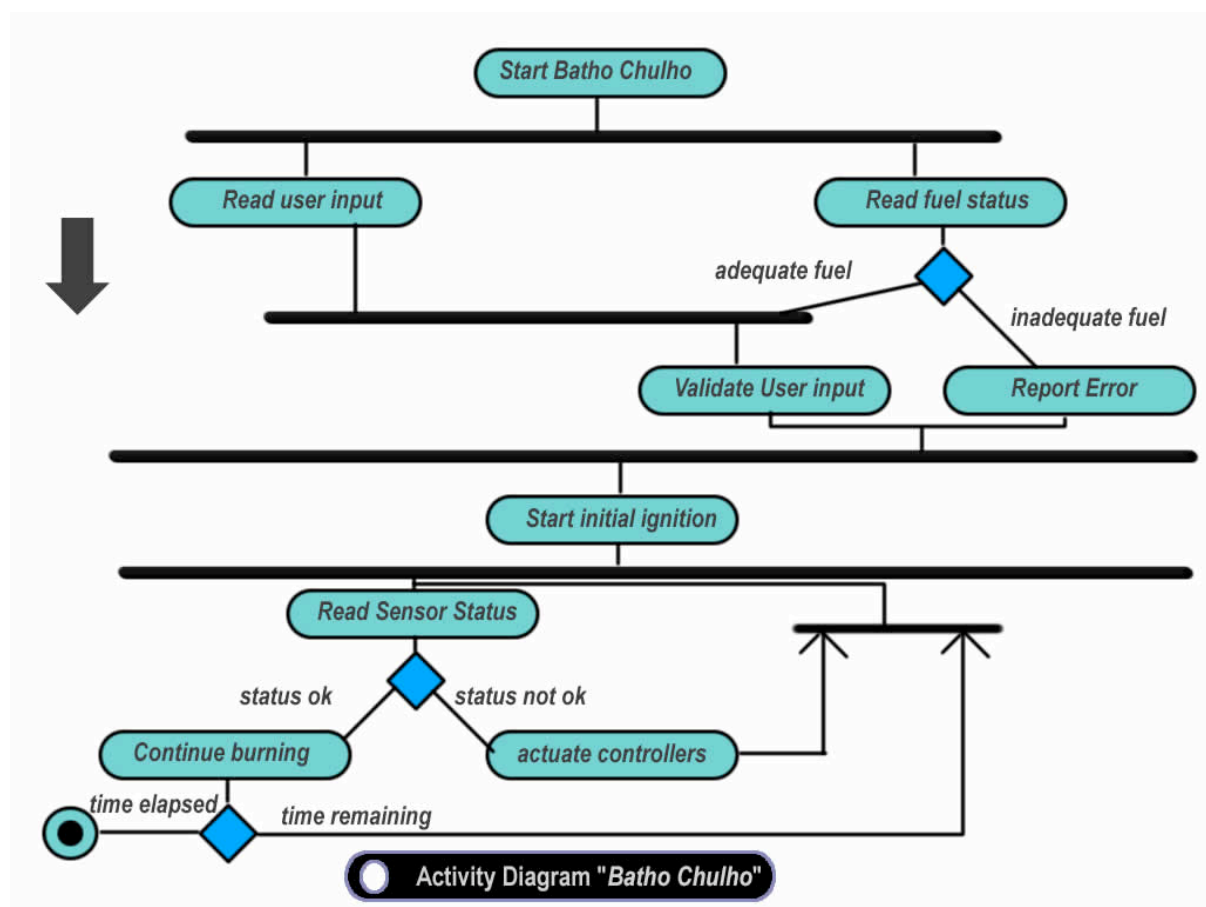 Start Batho Chulho
Read user input
Read fuel status
adequate fuel
inadequate fuel
Validate User input
Report Error
Start initial ignition
Read Sensor Status
status ok
status not ok
Continue burning
actuate controllers
time elapsed
time remaining
Activity Diagram "Batho Chulho"